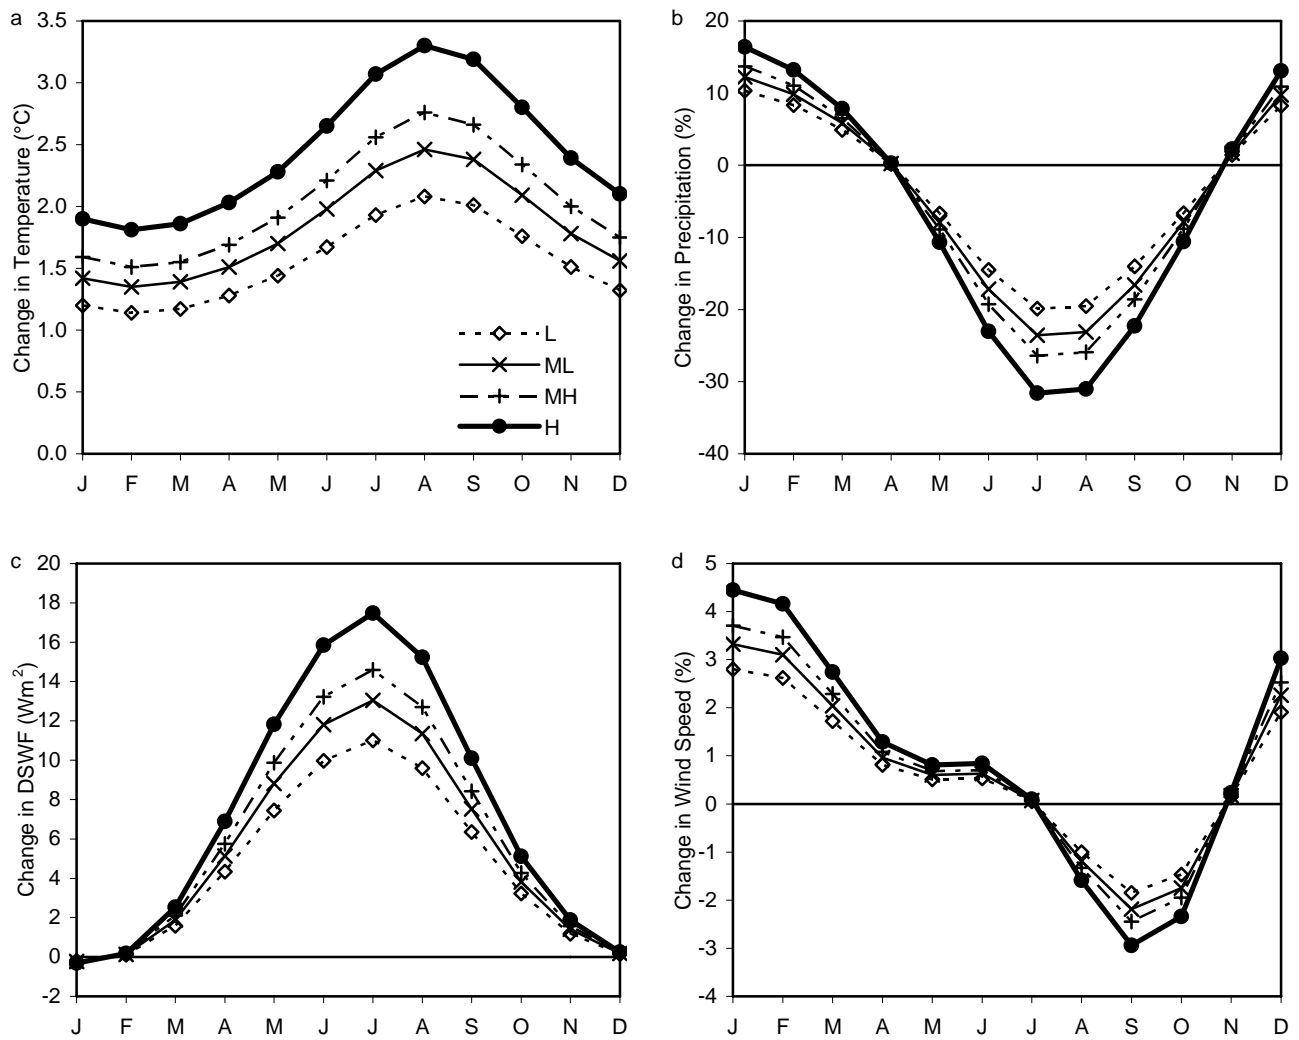 a
Change in Temperature (°C)
3.5
3.0
2.5
2.0
1.5
1.0
0.5
0.0
J F M A M J J A S O N D
L
ML
MH
H
b
Change in Precipitation (%)
20
10
0
-10
-20
-30
-40
J F M A M J J A S O N D
c
Change in DSWF (Wm²)
20
18
16
14
12
10
8
6
4
2
0
-2
J F M A M J J A S O N D
d
Change in Wind Speed (%)
5
4
3
2
1
0
-1
-2
-3
-4
J F M A M J J A S O N D